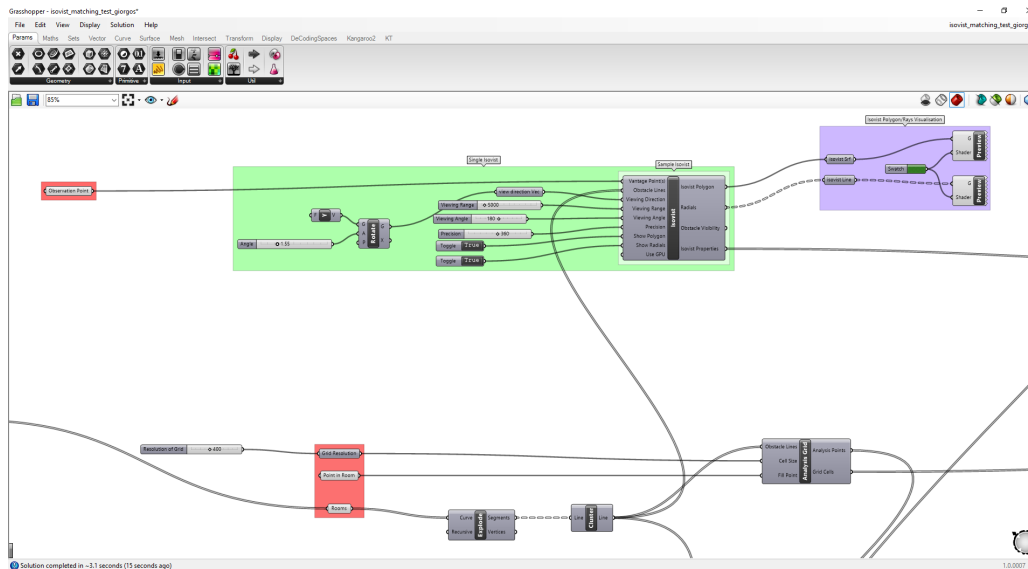 Grasshopper - isovist_matching_test_giorgos*
File Edit View Display Solution Help
isovist_matching_test_giorg
Params Maths Sets Vector Curve Surface Mesh Intersect Transform Display DeCodingSpaces Kangaroo2 KT
Geometry + Primitive + Input + Util +
85%
Isovist Polygon/Rays Visualisation
G
Shader
Preview
Isovist Srf
Swatch
Isovist Line
G
Shader
Preview
Single Isovist
Sample Isovist
Observation Point
Vantage Point(s)
Obstacle Lines
Viewing Direction
Viewing Range
Viewing Angle
Precision
Show Polygon
Show Radials
Use GPU
Isovist
Isovist Polygon
Radials
Obstacle Visibility
Isovist Properties
view direction Vec
Viewing Range 5000
Viewing Angle 180
Precision 360
Toggle True
Toggle True
F V
G
A
P
Rotate
G
X
Angle 1.55
Resolution of Grid 400
Grid Resolution
Point in Room
Rooms
Curve
Recursive
Explode
Segments
Vertices
Line
Cluster
Line
Obstacle Lines
Cell Size
Fill Point
Analysis Grid
Analysis Points
Grid Cells
Solution completed in ~3.1 seconds (15 seconds ago)
1.0.0007